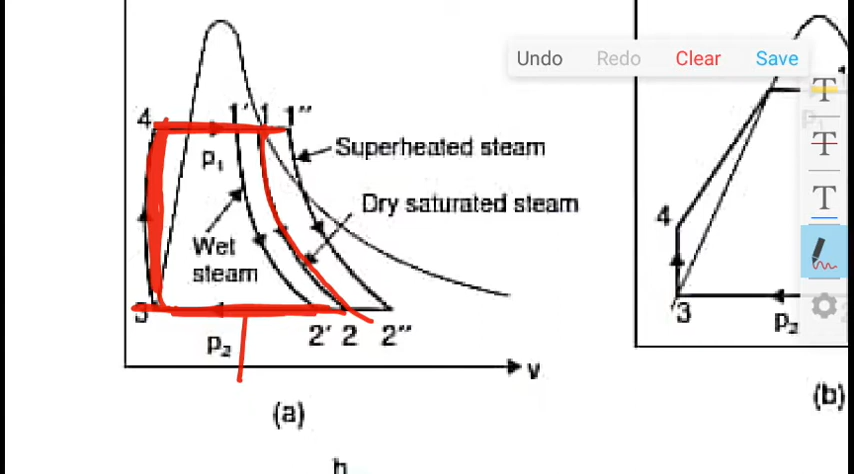 Undo Redo Clear Save
4 1' 1 1''
p₁
Superheated steam
Dry saturated steam
Wet
steam
3
2' 2 2''
p₂
v
(a)
h
4
3
p₂
(b)
T
T
T